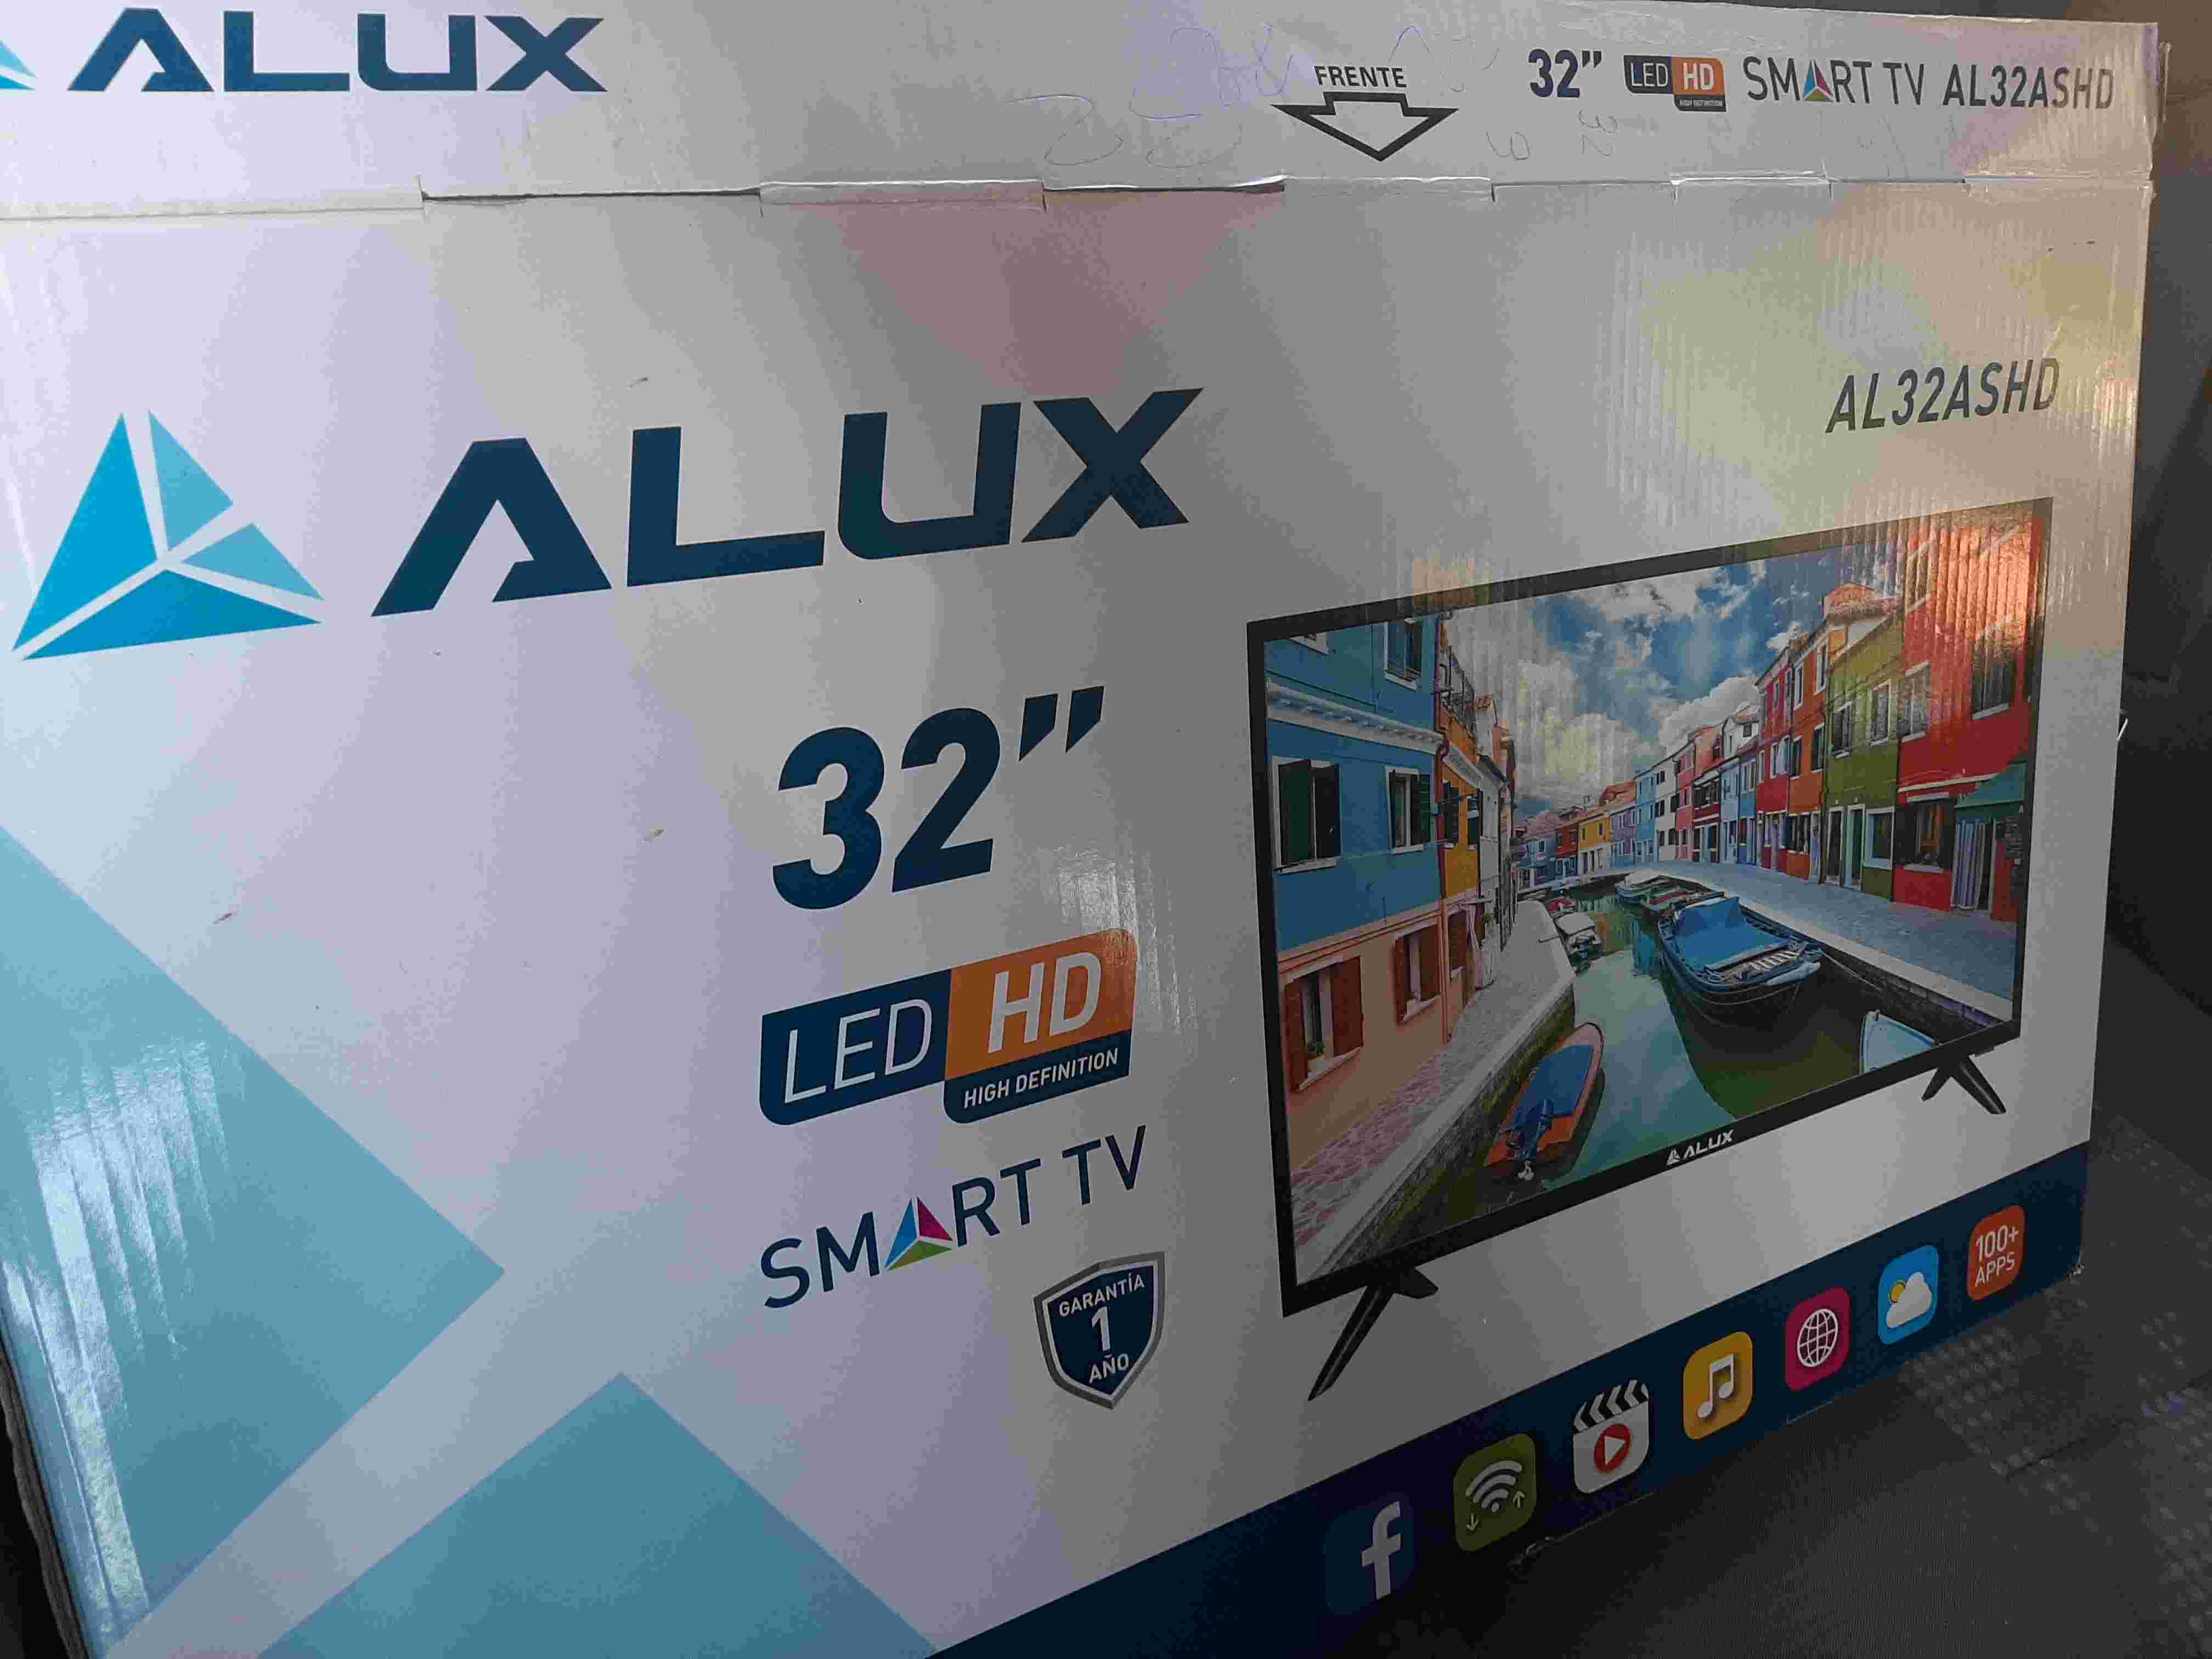 ALUX
FRENTE
32" LED HD SMART TV AL32ASHD
HIGH DEFINITION
AL32ASHD
ALUX
32"
LED HD
HIGH DEFINITION
SMART TV
GARANTÍA
1
AÑO
ALUX
f
100+
APPS